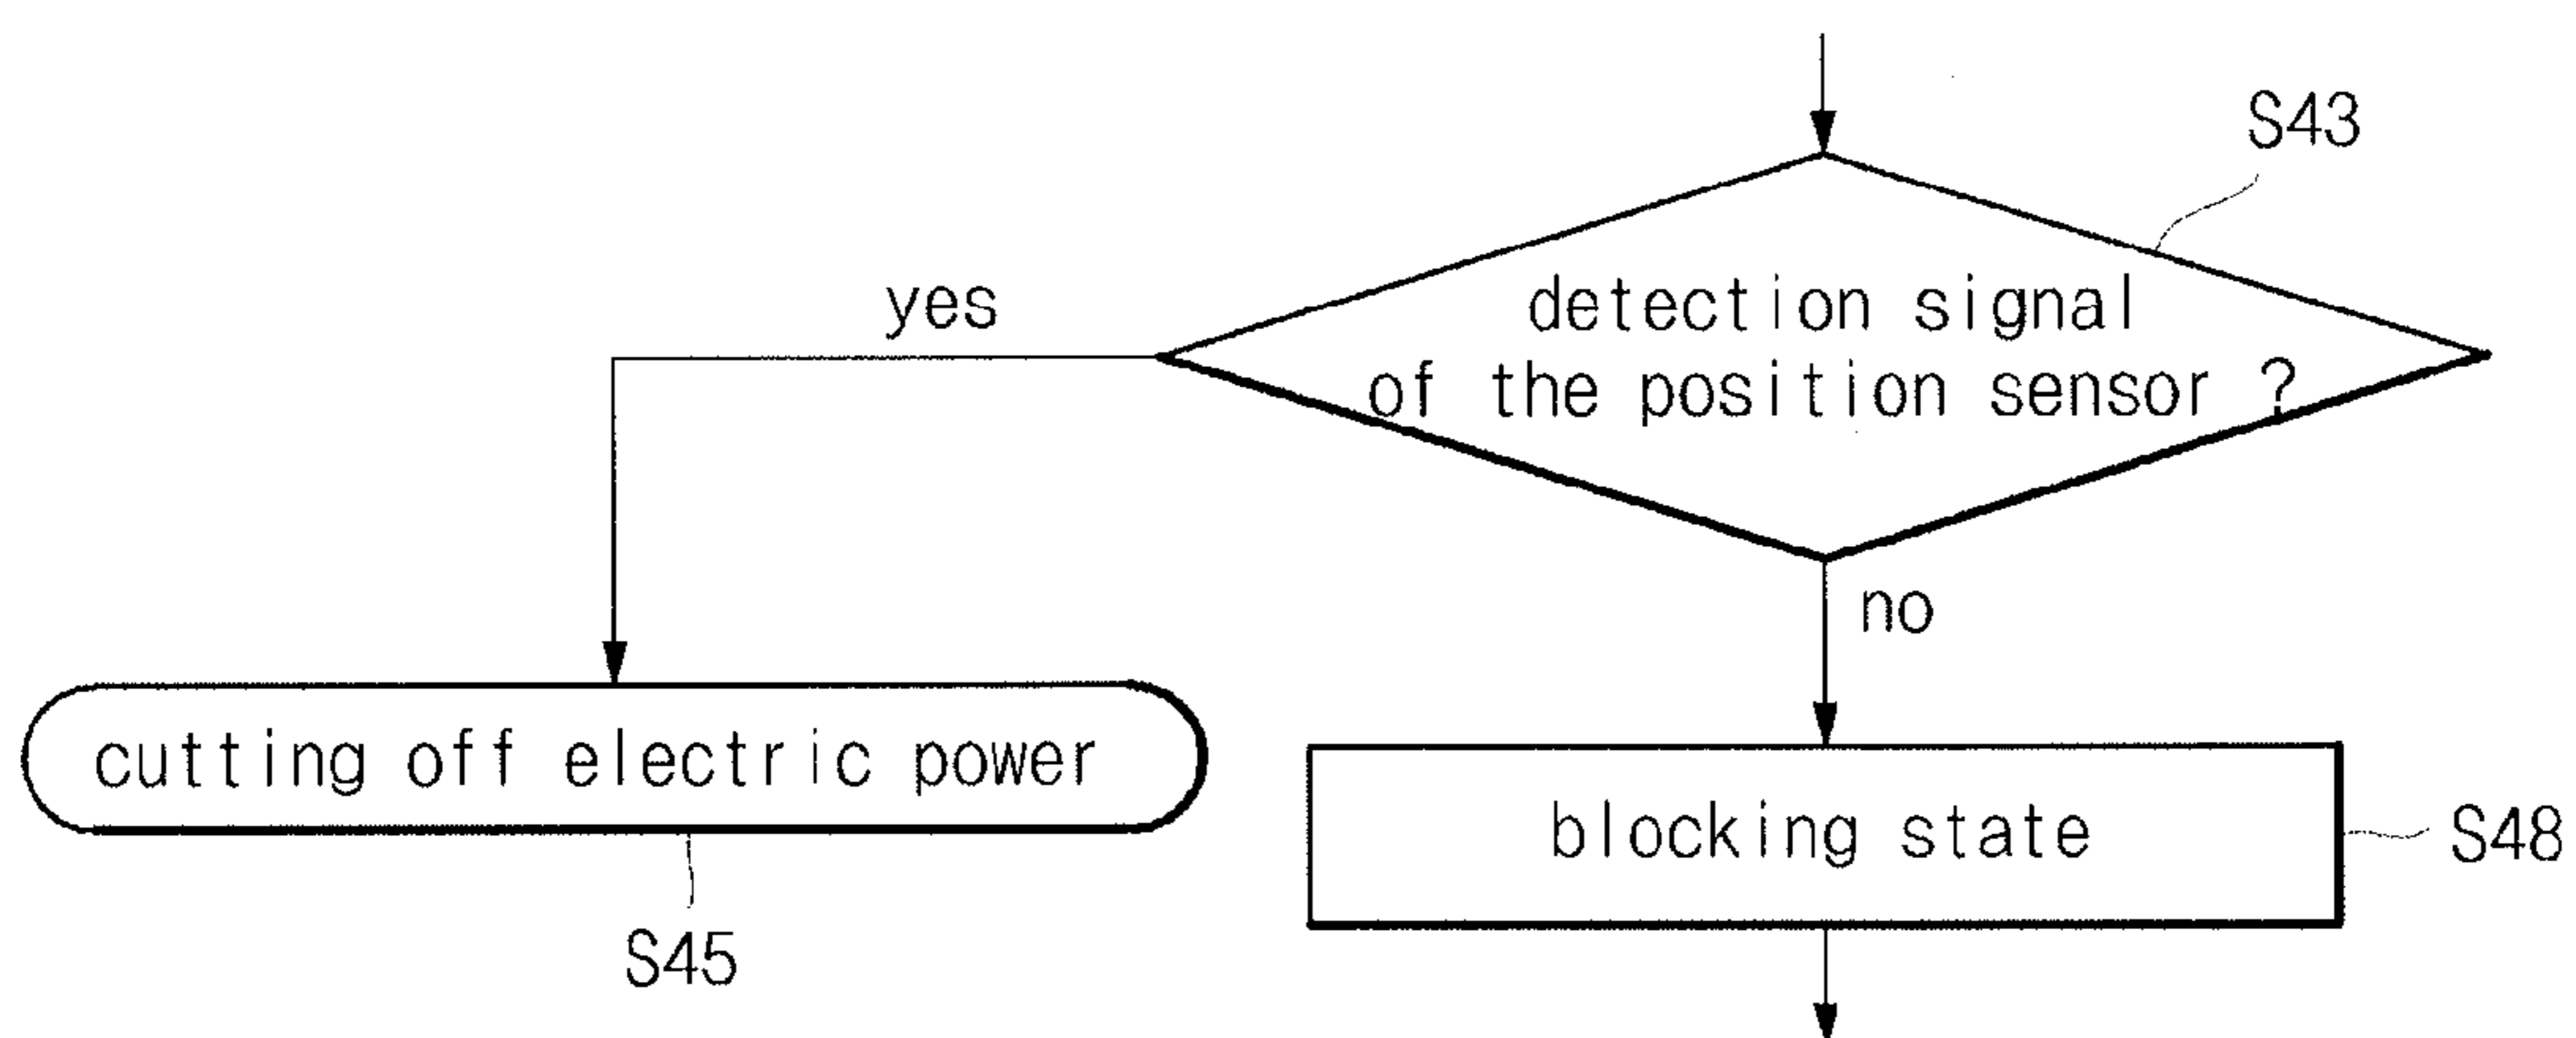 S43
yes
detection signal
of the position sensor ?
no
cutting off electric power
blocking state
S48
S45